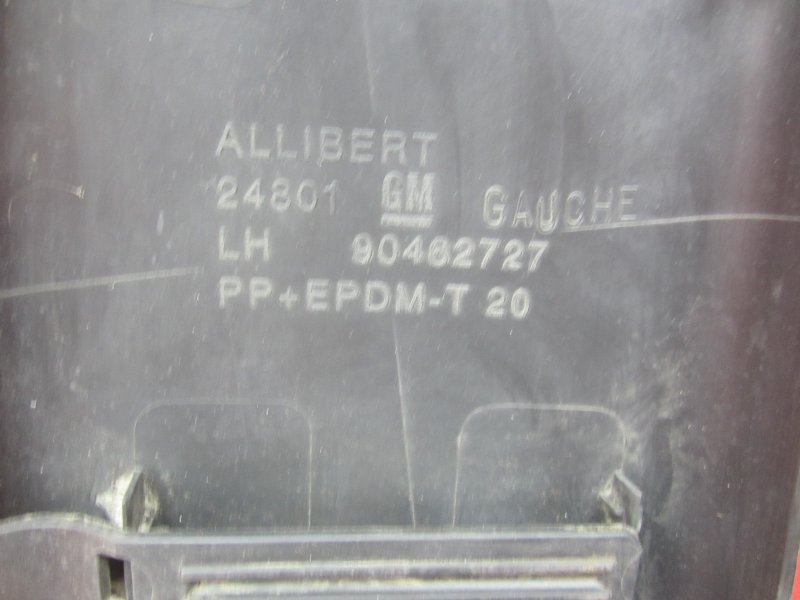 ALLIBERT
24801 GM GAUCHE
LH 90462727
PP+EPDM-T 20